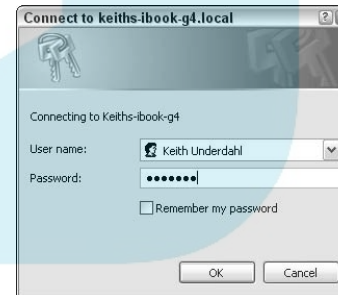 Connect to keiths-ibook-g4.local
Connecting to Keiths-ibook-g4
User name: Keith Underdahl
Password: •••••••
Remember my password
OK Cancel